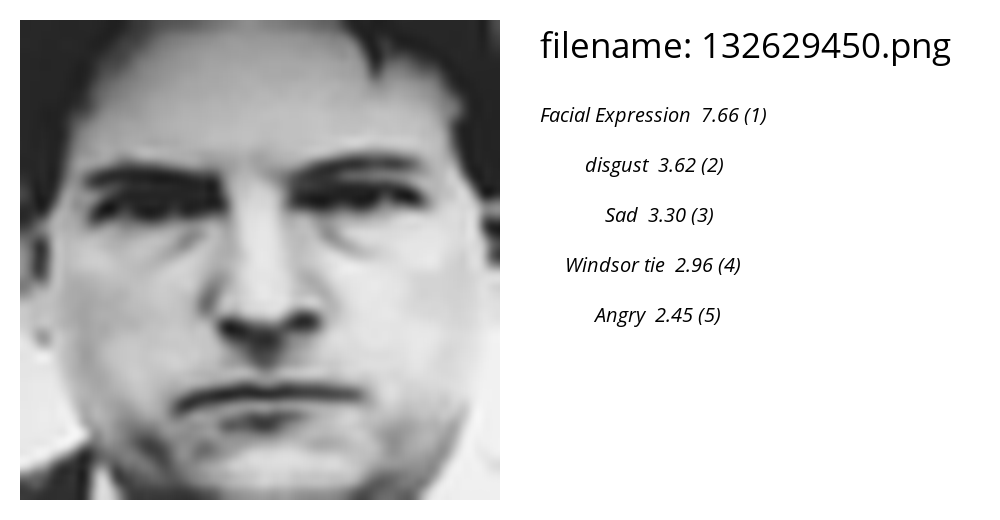 filename: 132629450.png
Facial Expression 7.66 (1)
disgust 3.62 (2)
Sad 3.30 (3)
Windsor tie 2.96 (4)
Angry 2.45 (5)